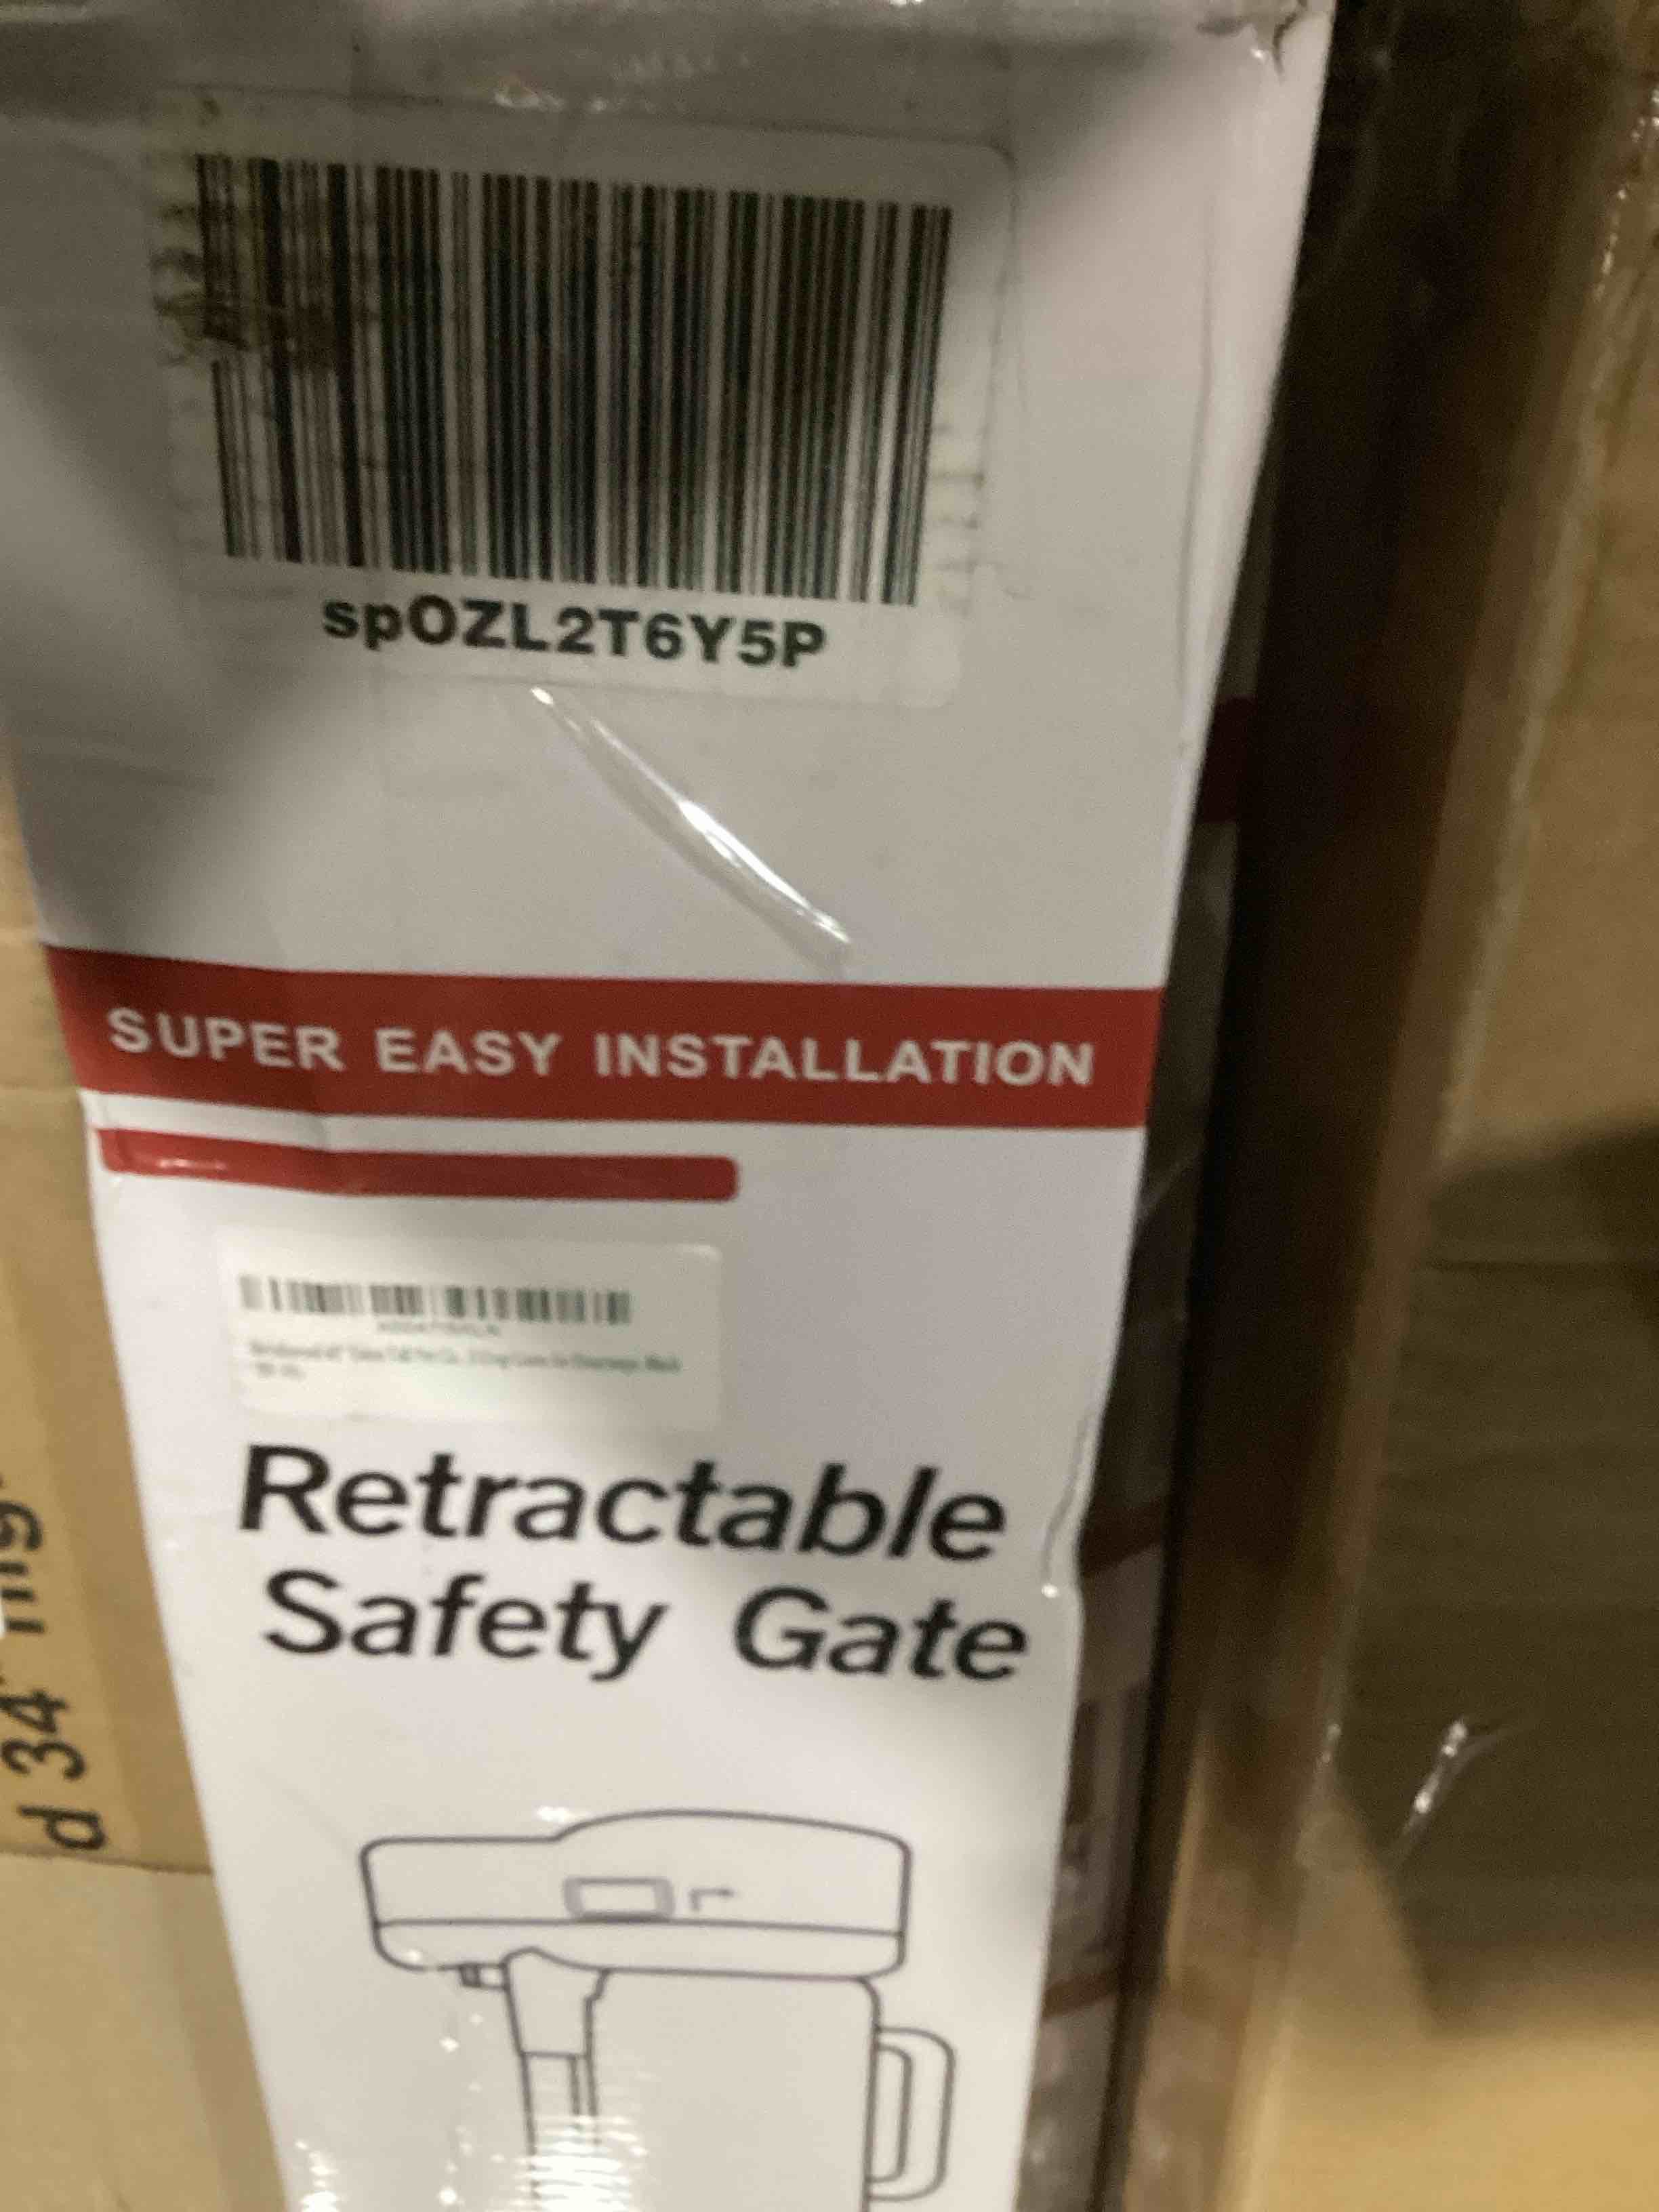 spOZL2T6Y5P
SUPER EASY INSTALLATION
Retractable
Safety Gate
d 34"